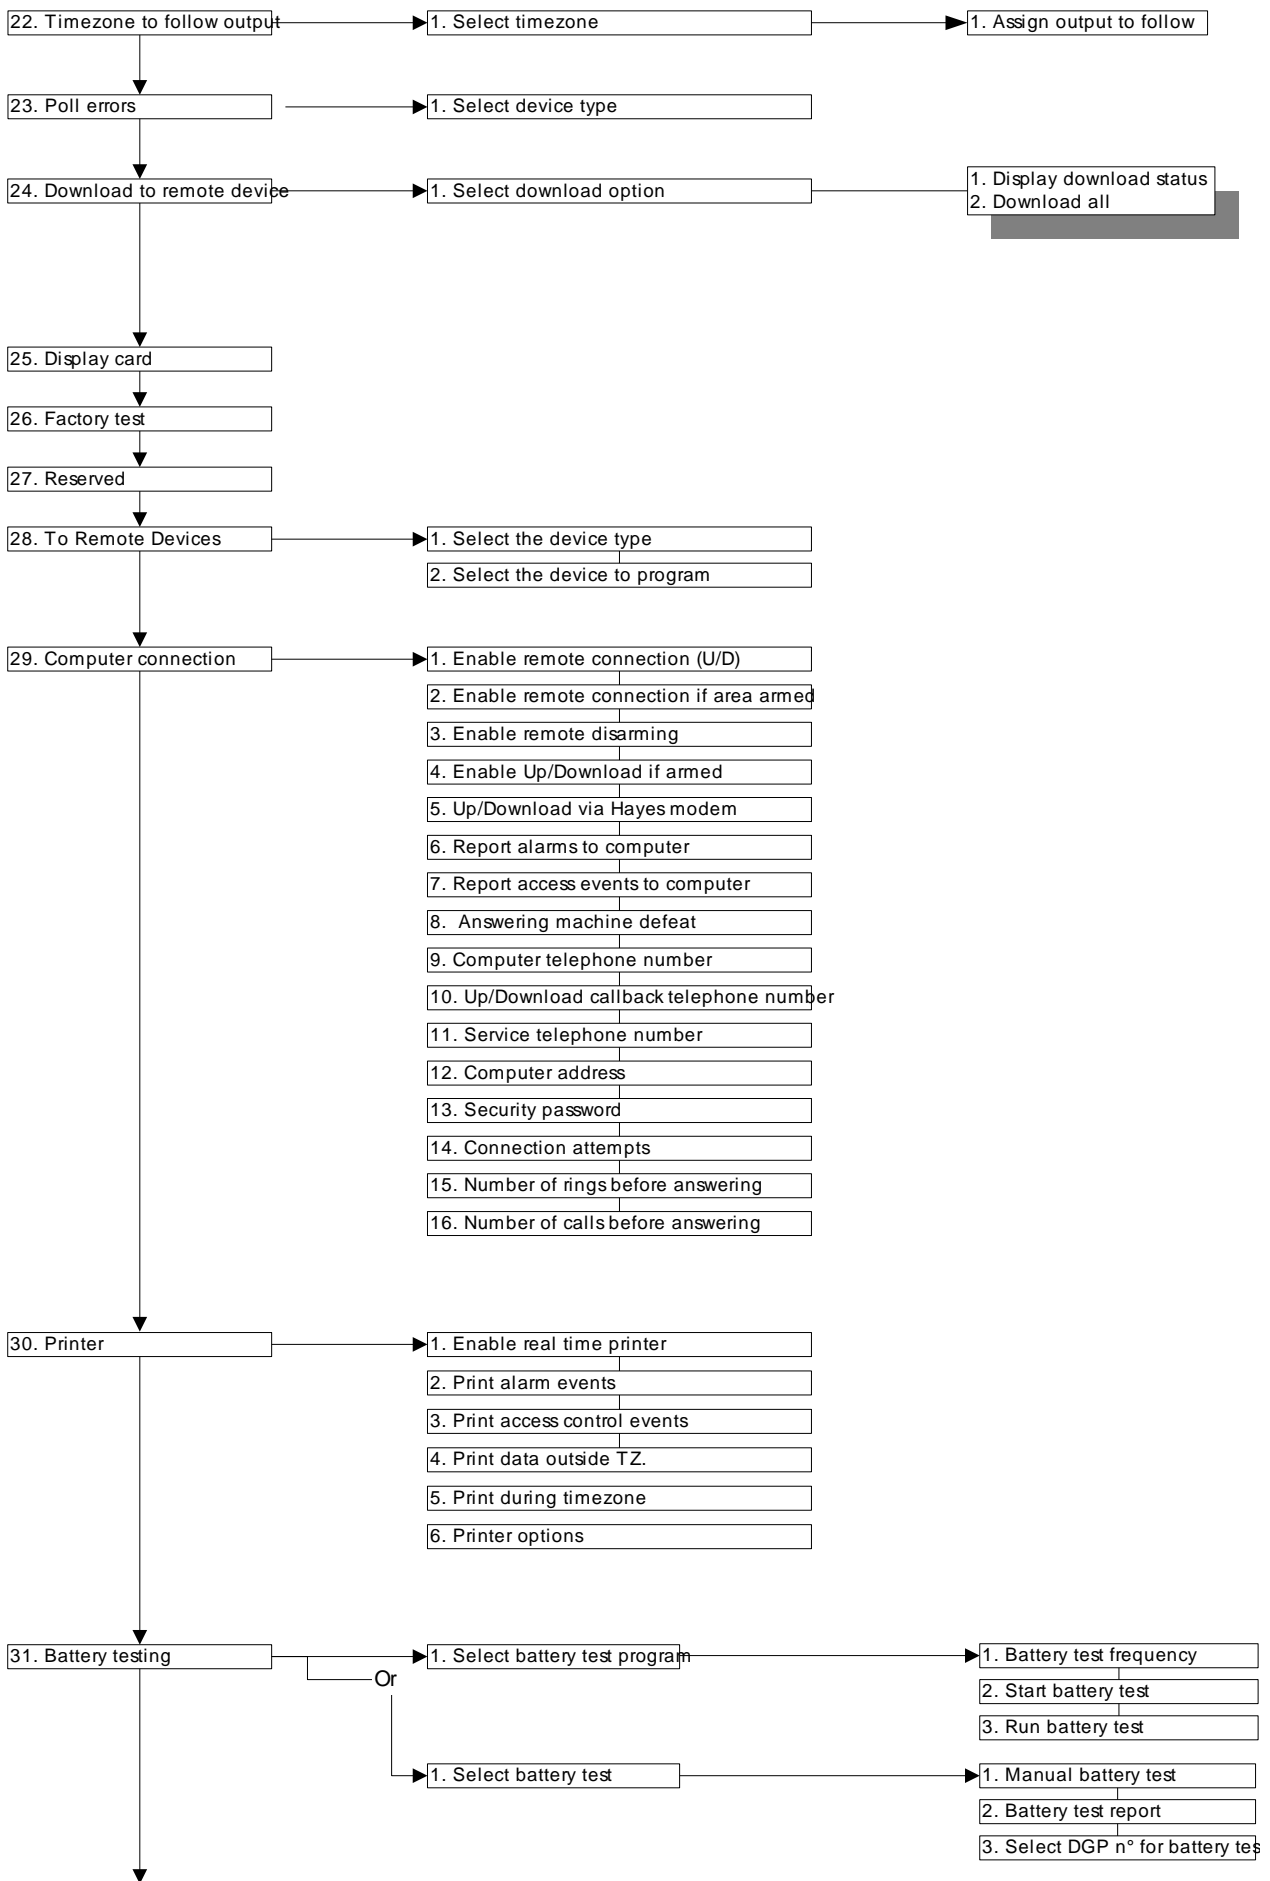 22. Timezone to follow output
1. Select timezone
1. Assign output to follow
23. Poll errors
1. Select device type
24. Download to remote device
1. Select download option
1. Display download status
2. Download all
25. Display card
26. Factory test
27. Reserved
28. To Remote Devices
1. Select the device type
2. Select the device to program
29. Computer connection
1. Enable remote connection (U/D)
2. Enable remote connection if area armed
3. Enable remote disarming
4. Enable Up/Download if armed
5. Up/Download via Hayes modem
6. Report alarms to computer
7. Report access events to computer
8. Answering machine defeat
9. Computer telephone number
10. Up/Download callback telephone number
11. Service telephone number
12. Computer address
13. Security password
14. Connection attempts
15. Number of rings before answering
16. Number of calls before answering
30. Printer
1. Enable real time printer
2. Print alarm events
3. Print access control events
4. Print data outside TZ.
5. Print during timezone
6. Printer options
31. Battery testing
1. Select battery test program
1. Battery test frequency
2. Start battery test
3. Run battery test
Or
1. Select battery test
1. Manual battery test
2. Battery test report
3. Select DGP n° for battery tes